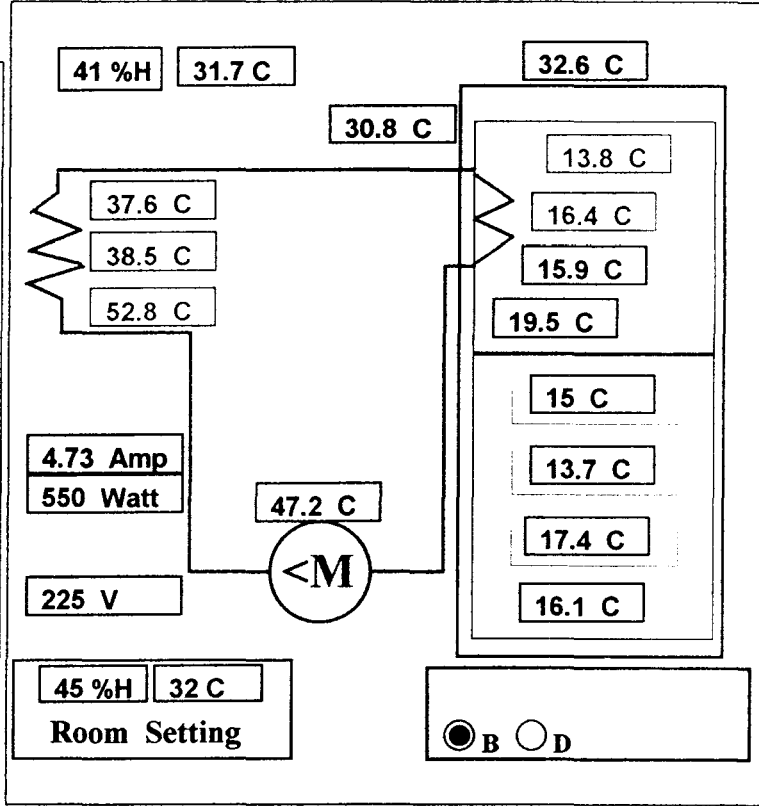 41 %H 31.7 C
32.6 C
30.8 C
13.8 C
37.6 C
16.4 C
38.5 C
15.9 C
52.8 C
19.5 C
15 C
4.73 Amp
13.7 C
550 Watt
47.2 C
17.4 C
<M
225 V
16.1 C
45 %H 32 C
Room Setting
B D